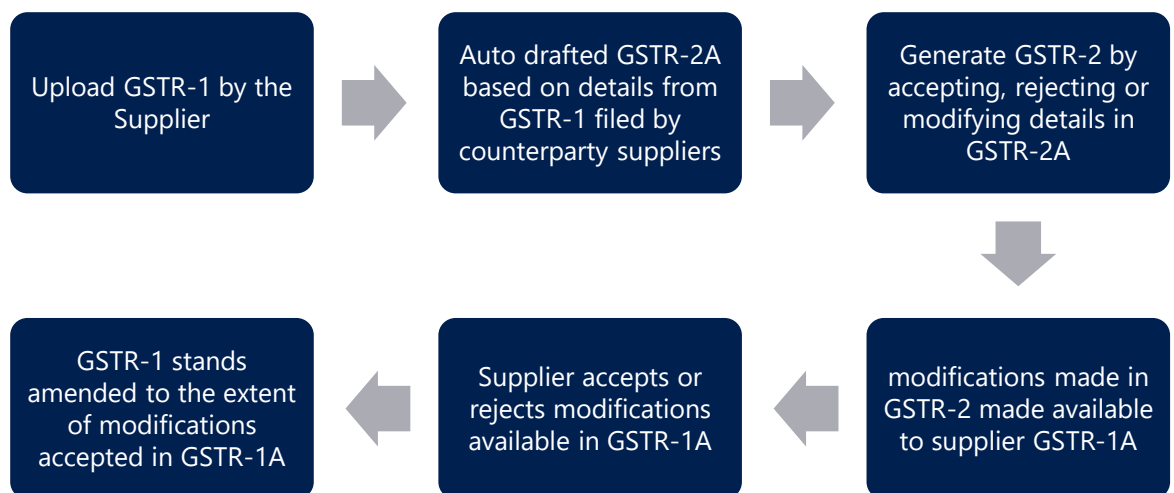 Upload GSTR-1 by the
Supplier
Auto drafted GSTR-2A
based on details from
GSTR-1 filed by
counterparty suppliers
Generate GSTR-2 by
accepting, rejecting or
modifying details in
GSTR-2A
modifications made in
GSTR-2 made available
to supplier GSTR-1A
Supplier accepts or
rejects modifications
available in GSTR-1A
GSTR-1 stands
amended to the extent
of modifications
accepted in GSTR-1A